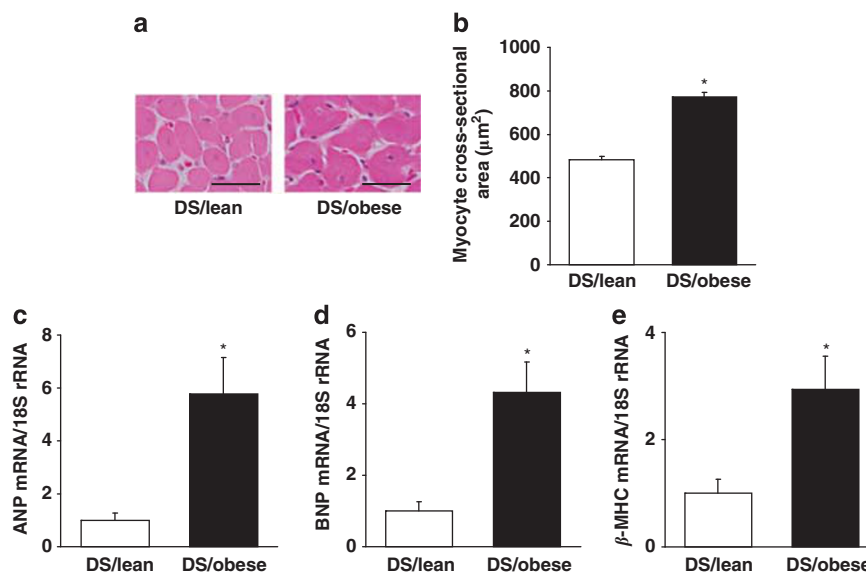 a
DS/lean
DS/obese
b
Myocyte cross-sectional
area (μm²)
1000
800
600
400
200
0
*
DS/lean
DS/obese
c
ANP mRNA/18S rRNA
8
6
4
2
0
*
DS/lean
DS/obese
d
BNP mRNA/18S rRNA
6
4
2
0
*
DS/lean
DS/obese
e
β-MHC mRNA/18S rRNA
4
2
0
*
DS/lean
DS/obese